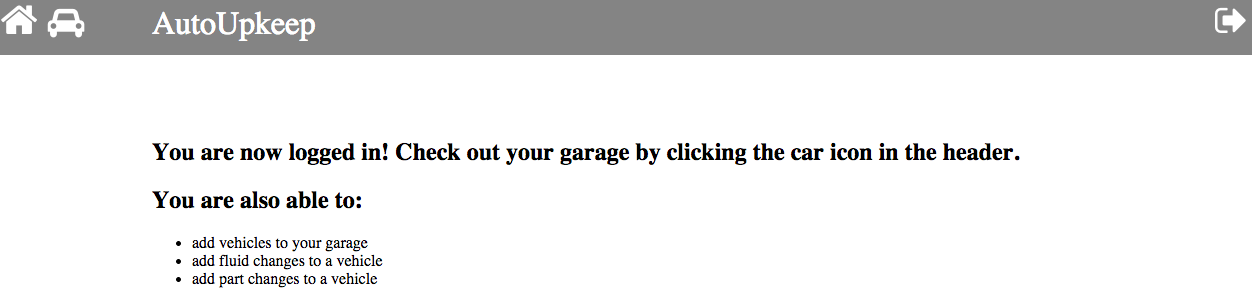 AutoUpkeep
You are now logged in! Check out your garage by clicking the car icon in the header.
You are also able to:
add vehicles to your garage
add fluid changes to a vehicle
add part changes to a vehicle